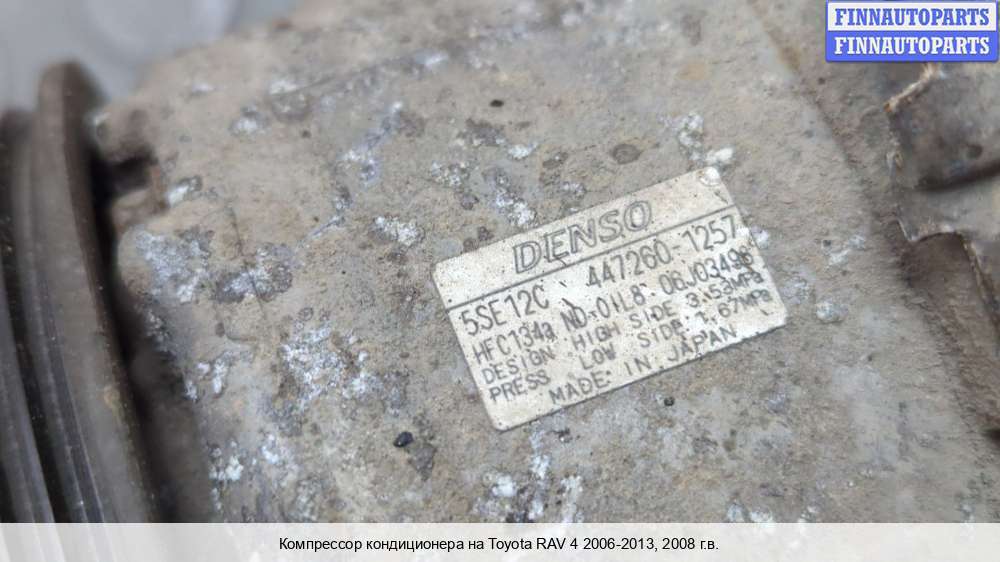 FINNAUTOPARTS
FINNAUTOPARTS
DENSO
5SE12C 447260-1257
HFC134a ND-OIL8 06J03498
DESIGN HIGH SIDE 3.53MPa
PRESS LOW SIDE 1.67MPa
MADE IN JAPAN
Компрессор кондиционера на Toyota RAV 4 2006-2013, 2008 г.в.